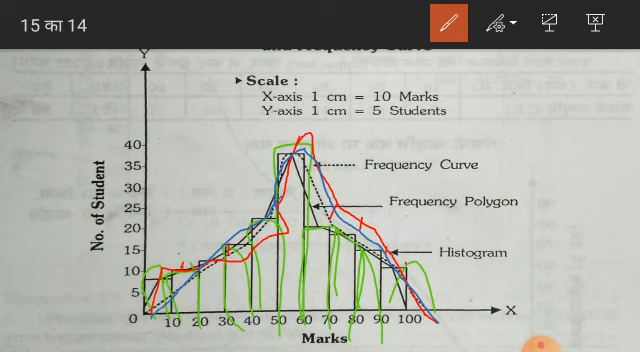 15 का 14
and Frequency Curve
Y
▸ Scale :
X-axis 1 cm = 10 Marks
Y-axis 1 cm = 5 Students
40
35
30
25
20
15
10
5
0
No. of Student
Frequency Curve
Frequency Polygon
Histogram
10 20 30 40 50 60 70 80 90 100
X
Marks